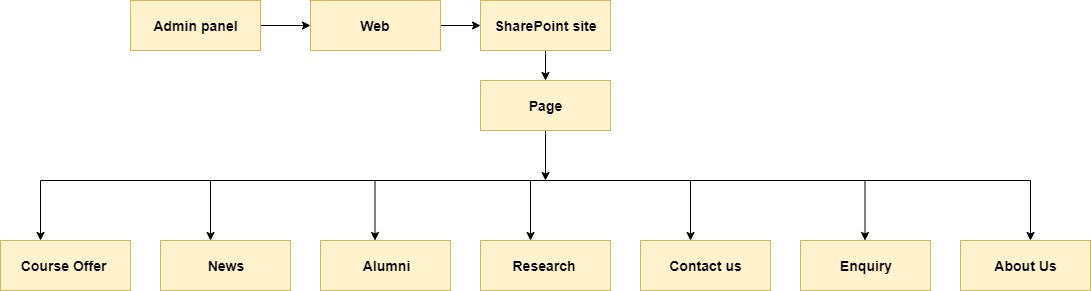 Admin panel
Web
SharePoint site
Page
Course Offer
News
Alumni
Research
Contact us
Enquiry
About Us